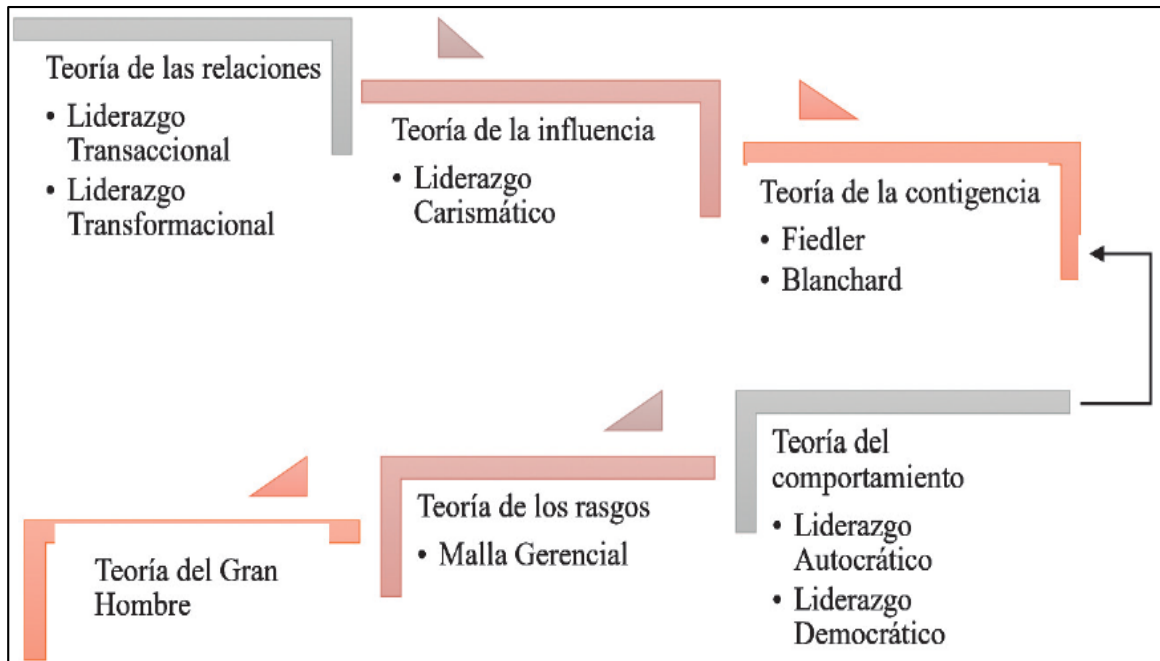 Teoría de las relaciones
• Liderazgo
Transaccional
• Liderazgo
Transformacional
Teoría de la influencia
• Liderazgo
Carismático
Teoría de la contigencia
• Fiedler
• Blanchard
Teoría del Gran
Hombre
Teoría de los rasgos
• Malla Gerencial
Teoría del
comportamiento
• Liderazgo
Autocrático
• Liderazgo
Democrático